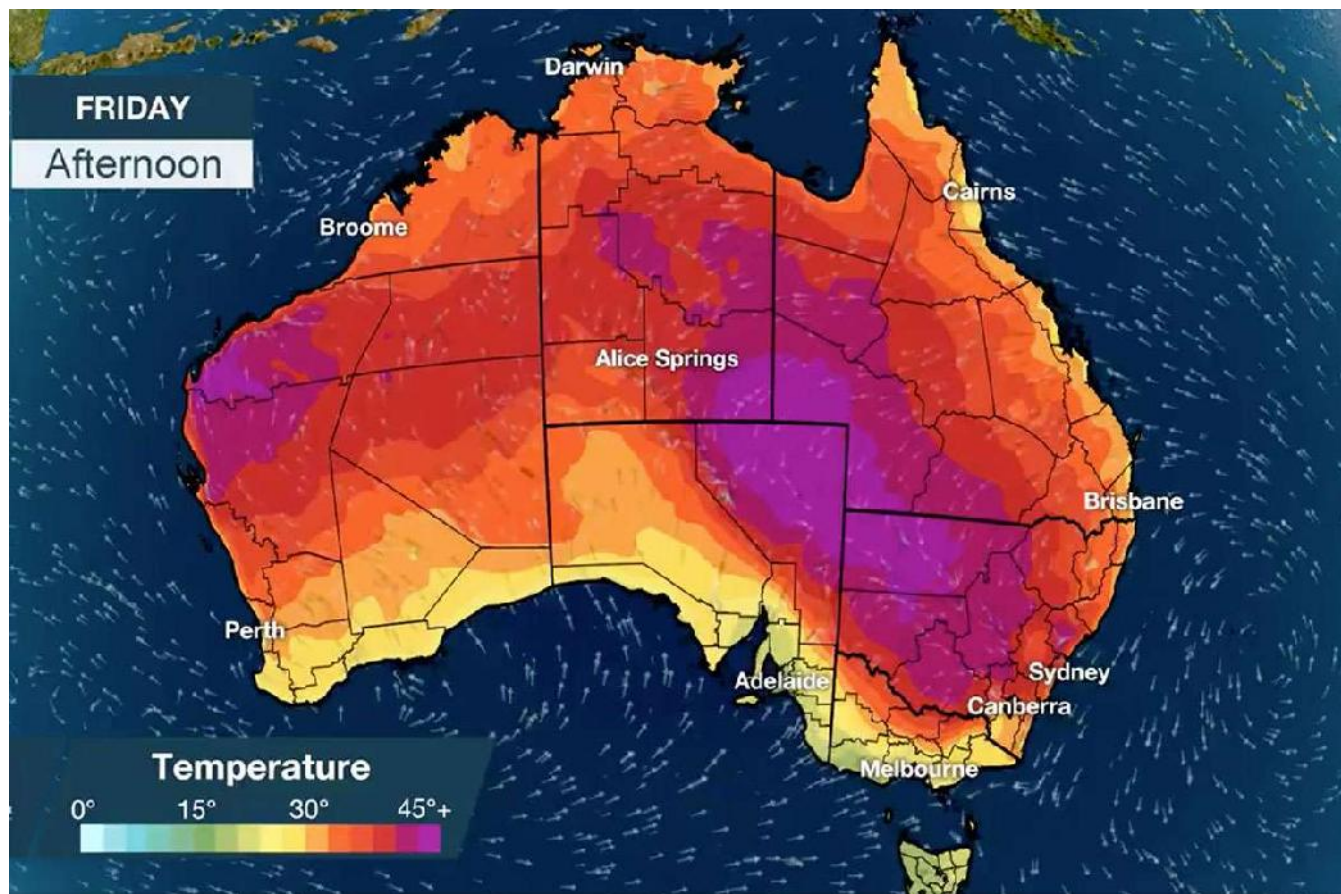 Darwin
FRIDAY
Afternoon
Cairns
Broome
Alice Springs
Brisbane
Perth
Sydney
Adelaide
Canberra
Melbourne
Temperature
0° 15° 30° 45°+